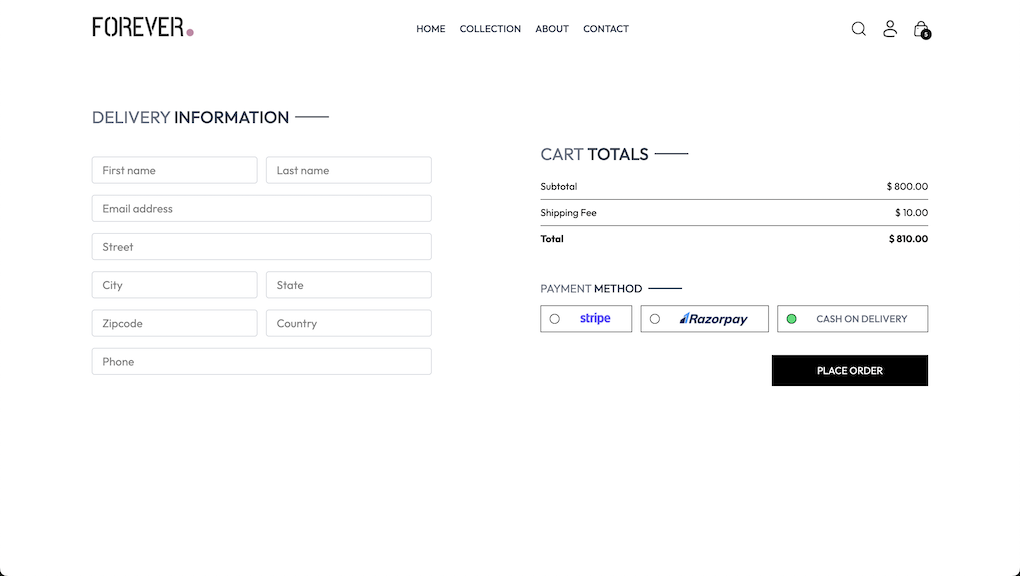 FOREVER.
HOME COLLECTION ABOUT CONTACT
5
DELIVERY INFORMATION
First name Last name
Email address
Street
City State
Zipcode Country
Phone
CART TOTALS
Subtotal $ 800.00
Shipping Fee $ 10.00
Total $ 810.00
PAYMENT METHOD
stripe Razorpay CASH ON DELIVERY
PLACE ORDER